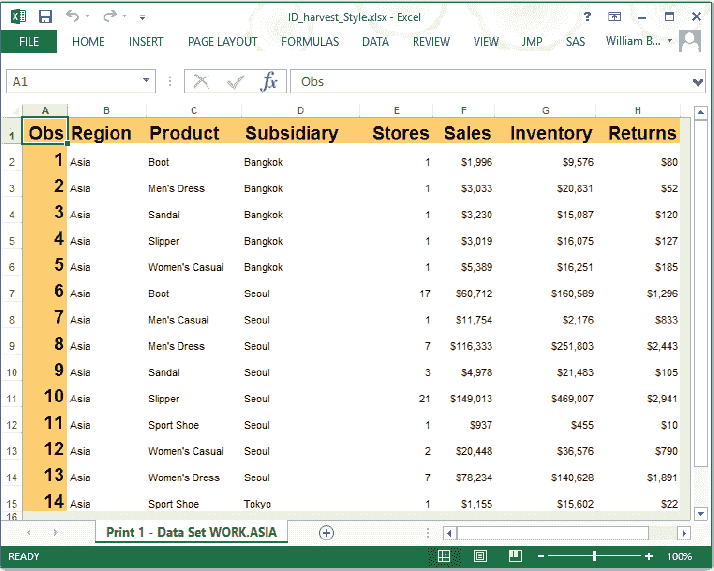 ID_harvest_Style.xlsx - Excel
?
FILE HOME INSERT PAGE LAYOUT FORMULAS DATA REVIEW VIEW JMP SAS William B...
A1 fx Obs
A B C D E F G H
1 Obs Region Product Subsidiary Stores Sales Inventory Returns
2 1 Asia Boot Bangkok 1 $1,996 $9,576 $80
3 2 Asia Men's Dress Bangkok 1 $3,033 $20,831 $52
4 3 Asia Sandal Bangkok 1 $3,230 $15,087 $120
5 4 Asia Slipper Bangkok 1 $3,019 $16,075 $127
6 5 Asia Women's Casual Bangkok 1 $5,389 $16,251 $185
7 6 Asia Boot Seoul 17 $60,712 $160,589 $1,296
8 7 Asia Men's Casual Seoul 1 $11,754 $2,176 $833
9 8 Asia Men's Dress Seoul 7 $116,333 $251,803 $2,443
10 9 Asia Sandal Seoul 3 $4,978 $21,483 $105
11 10 Asia Slipper Seoul 21 $149,013 $469,007 $2,941
12 11 Asia Sport Shoe Seoul 1 $937 $455 $10
13 12 Asia Women's Casual Seoul 2 $20,448 $36,576 $790
14 13 Asia Women's Dress Seoul 7 $78,234 $140,628 $1,891
15 14 Asia Sport Shoe Tokyo 1 $1,155 $15,602 $22
16
Print 1 - Data Set WORK.ASIA
READY 100%